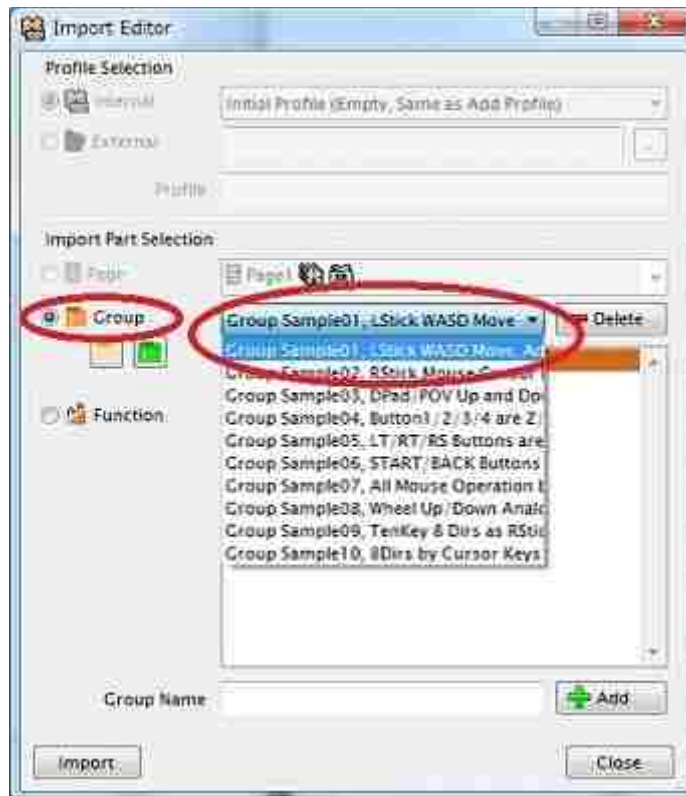 Import Editor
Profile Selection
Internal
Initial Profile (Empty, Same as Add Profile)
External
...
Profile
Import Part Selection
Page
Page1
Group
Group Sample01, LStick WASD Move
Delete
Group Sample01, LStick WASD Move, Ad
Group Sample02, RStick Mouse Cursor
Group Sample03, DPad/POV Up and Do
Group Sample04, Button1/2/3/4 are Z/
Function
Group Sample05, LT/RT/RS Buttons are
Group Sample06, START/BACK Buttons
Group Sample07, All Mouse Operation b
Group Sample08, Wheel Up/Down Analo
Group Sample09, TenKey 8 Dirs as RStic
Group Sample10, 8Dirs by Cursor Keys
Group Name
Add
Import
Close